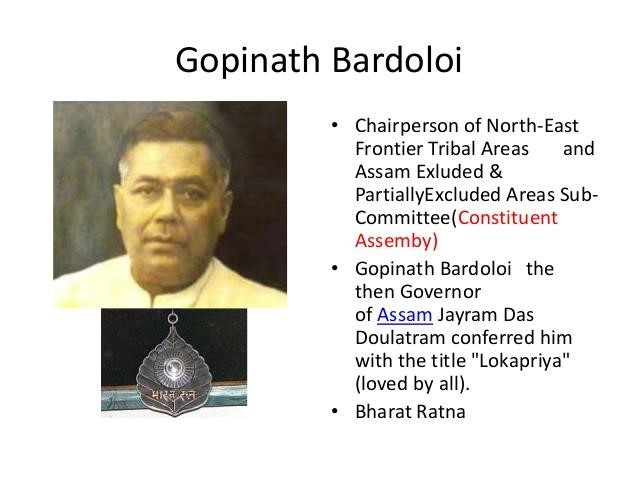 Gopinath Bardoloi
• Chairperson of North-East
Frontier Tribal Areas and
Assam Exluded &
PartiallyExcluded Areas Sub-
Committee(Constituent
Assemby)
• Gopinath Bardoloi the
then Governor
of Assam Jayram Das
Doulatram conferred him
with the title "Lokapriya"
(loved by all).
• Bharat Ratna
भारत रत्न